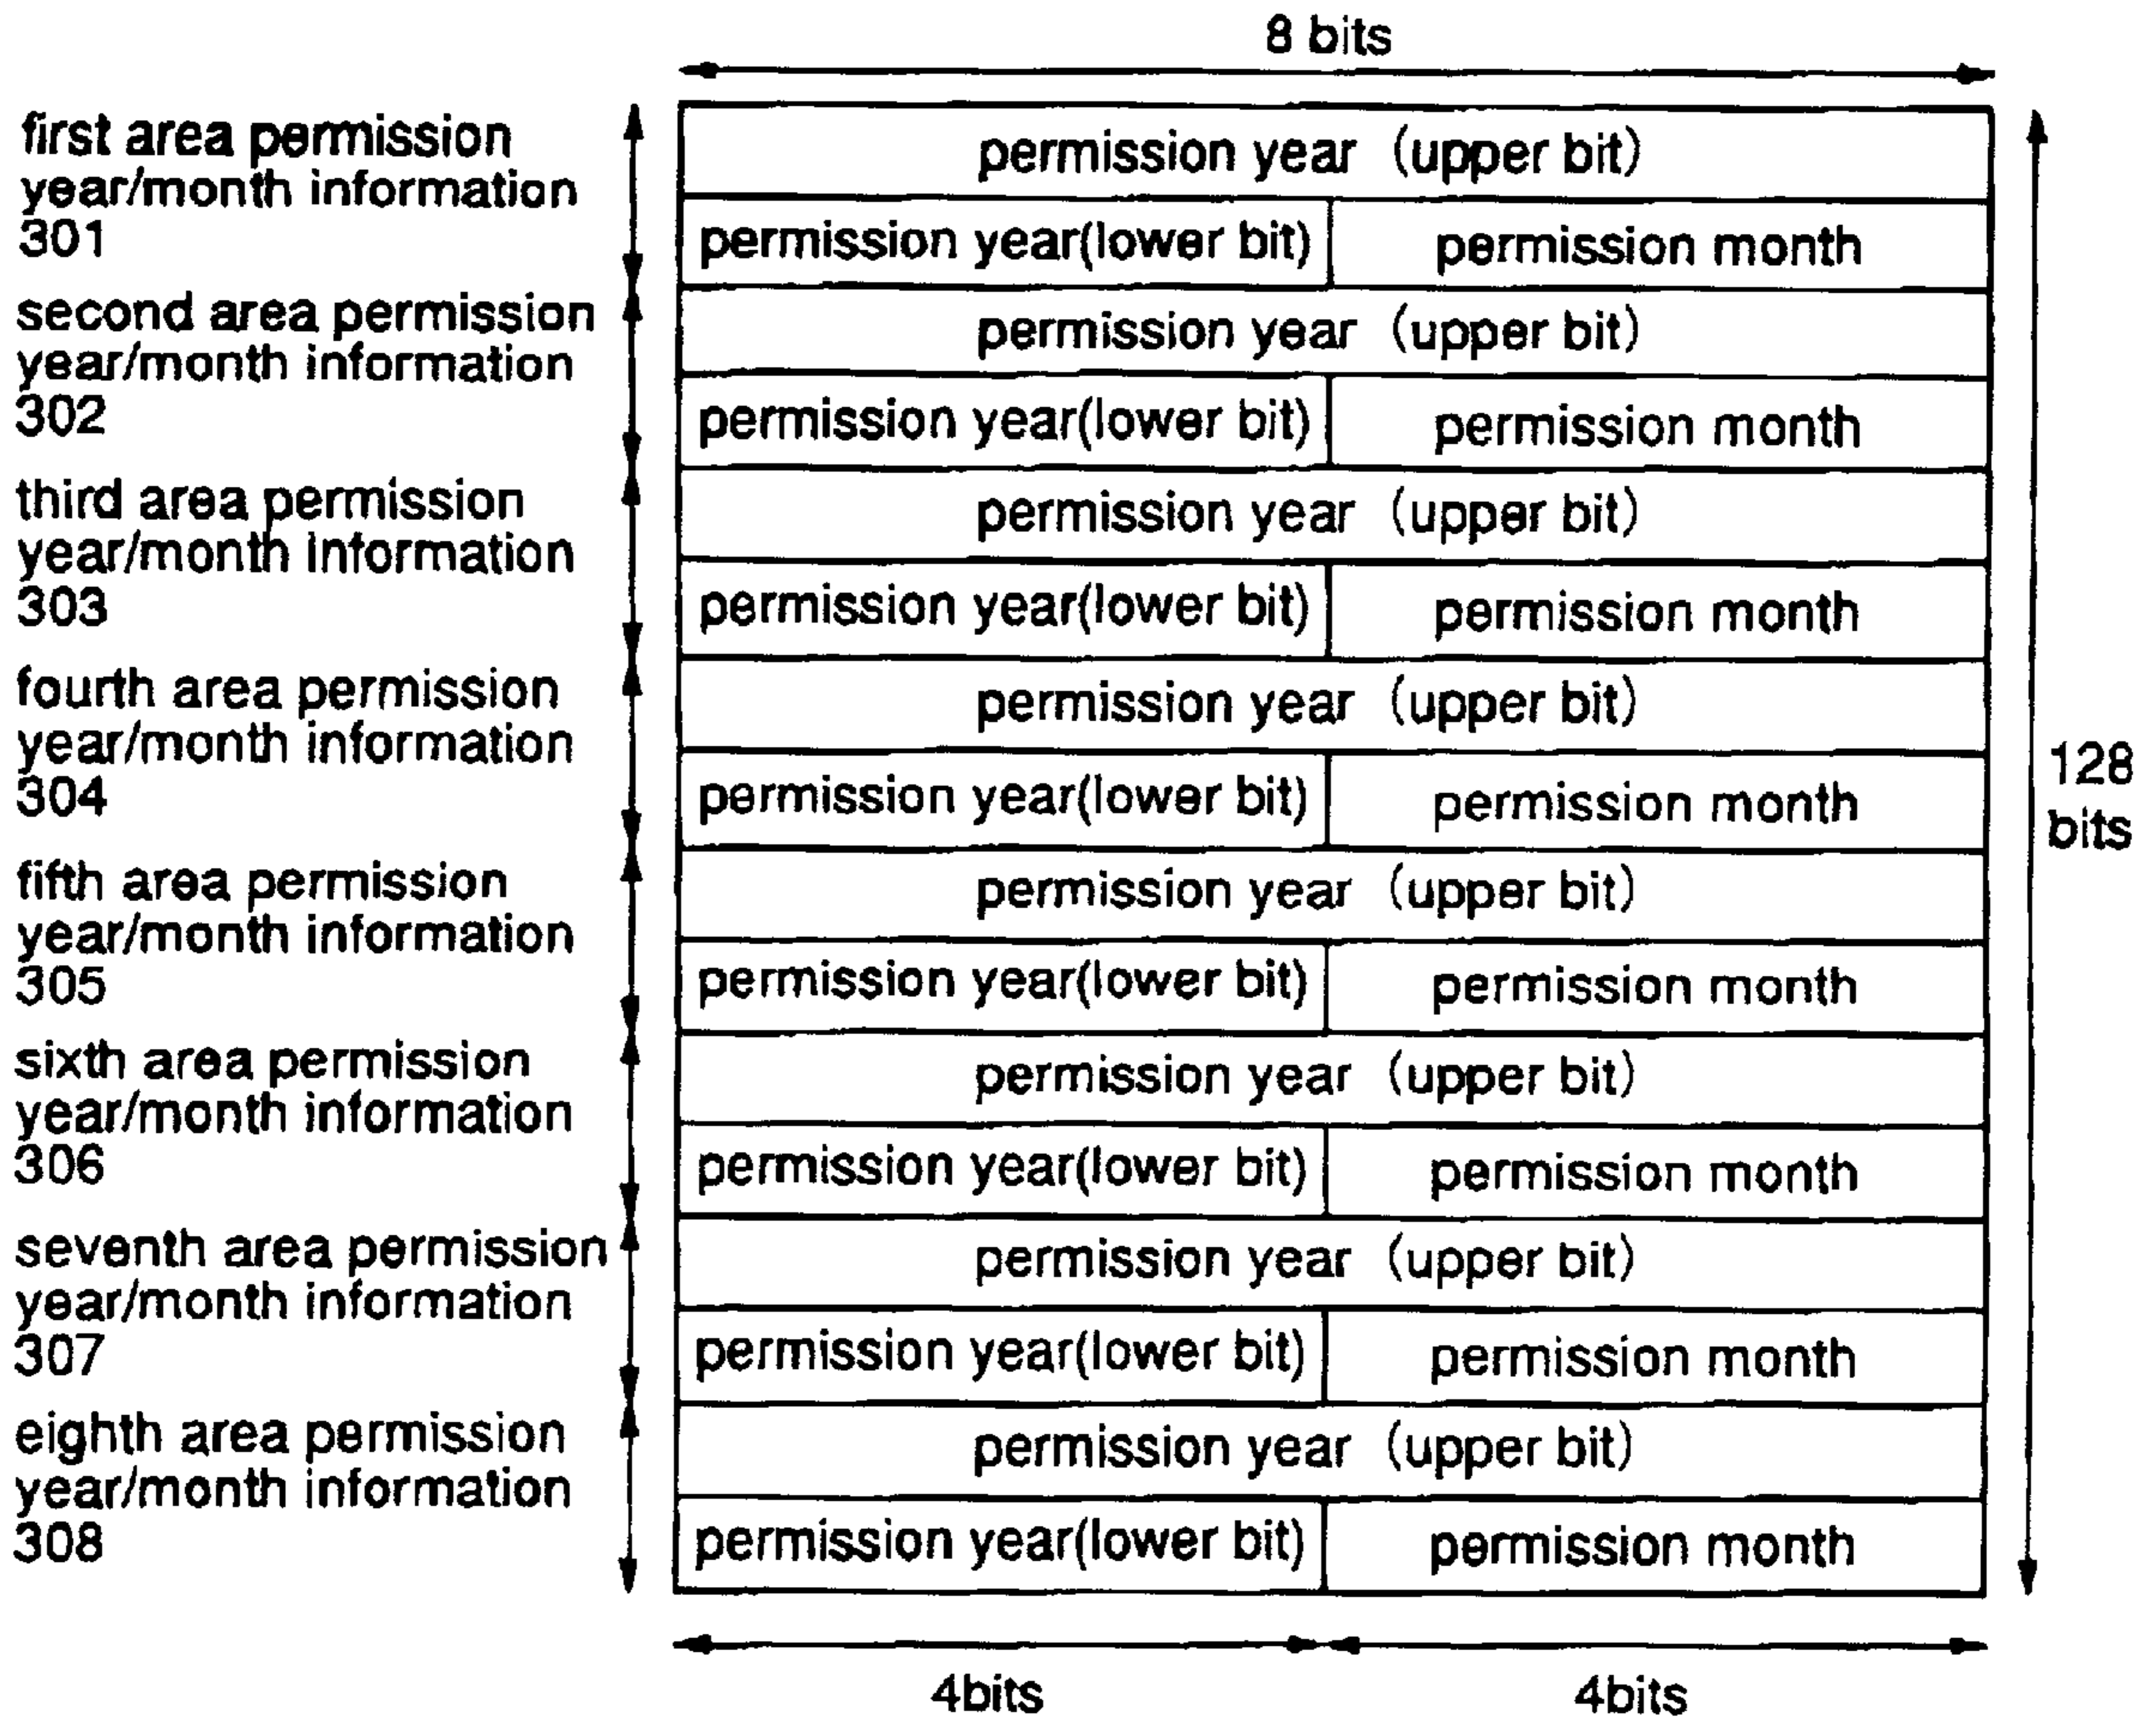 8 bits
first area permission
year/month information
301
permission year (upper bit)
permission year(lower bit) permission month
second area permission
year/month information
302
permission year (upper bit)
permission year(lower bit) permission month
third area permission
year/month information
303
permission year (upper bit)
permission year(lower bit) permission month
fourth area permission
year/month information
304
permission year (upper bit)
permission year(lower bit) permission month
128
bits
fifth area permission
year/month information
305
permission year (upper bit)
permission year(lower bit) permission month
sixth area permission
year/month information
306
permission year (upper bit)
permission year(lower bit) permission month
seventh area permission
year/month information
307
permission year (upper bit)
permission year(lower bit) permission month
eighth area permission
year/month information
308
permission year (upper bit)
permission year(lower bit) permission month
4bits 4bits